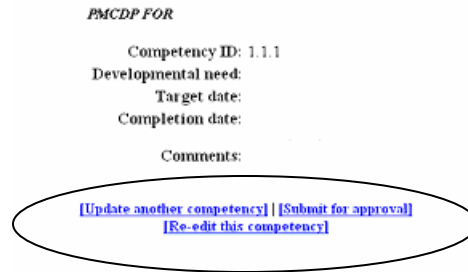 PMCDP FOR
Competency ID: 1.1.1
Developmental need:
Target date:
Completion date:
Comments:
[Update another competency] | [Submit for approval]
[Re-edit this competency]